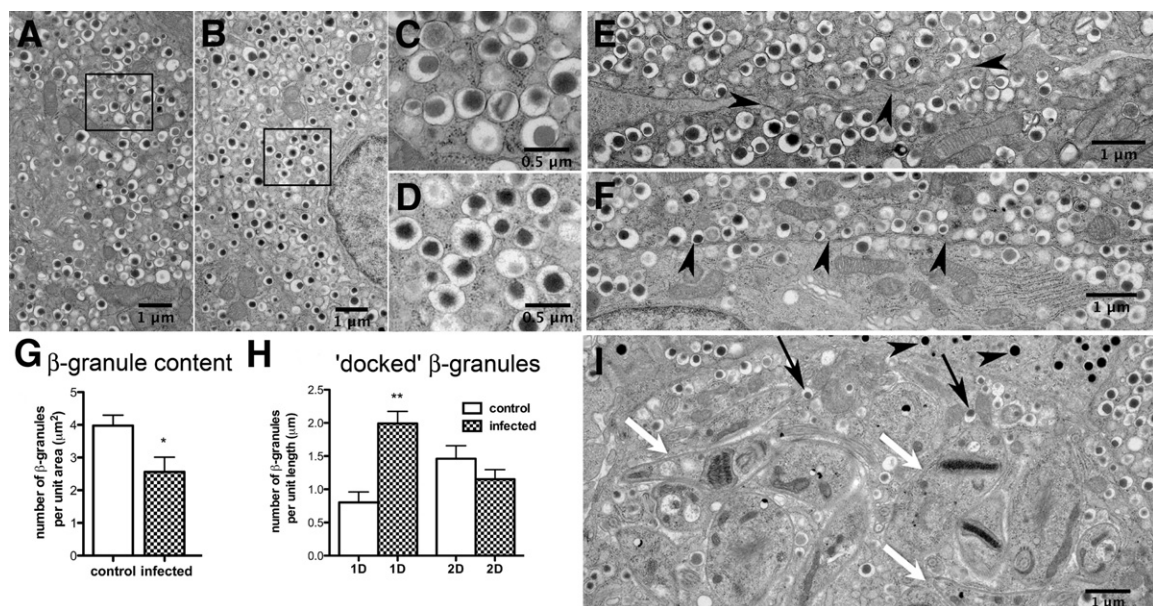 A
B
C
D
E
F
1 μm
1 μm
0.5 μm
0.5 μm
1 μm
1 μm
G β-granule content
number of β-granules
per unit area (μm²)
5
4
3
2
1
0
*
control infected
H 'docked' β-granules
number of β-granules
per unit length (μm)
2.5
2.0
1.5
1.0
0.5
0.0
**
control
infected
1D 1D 2D 2D
I
1 μm